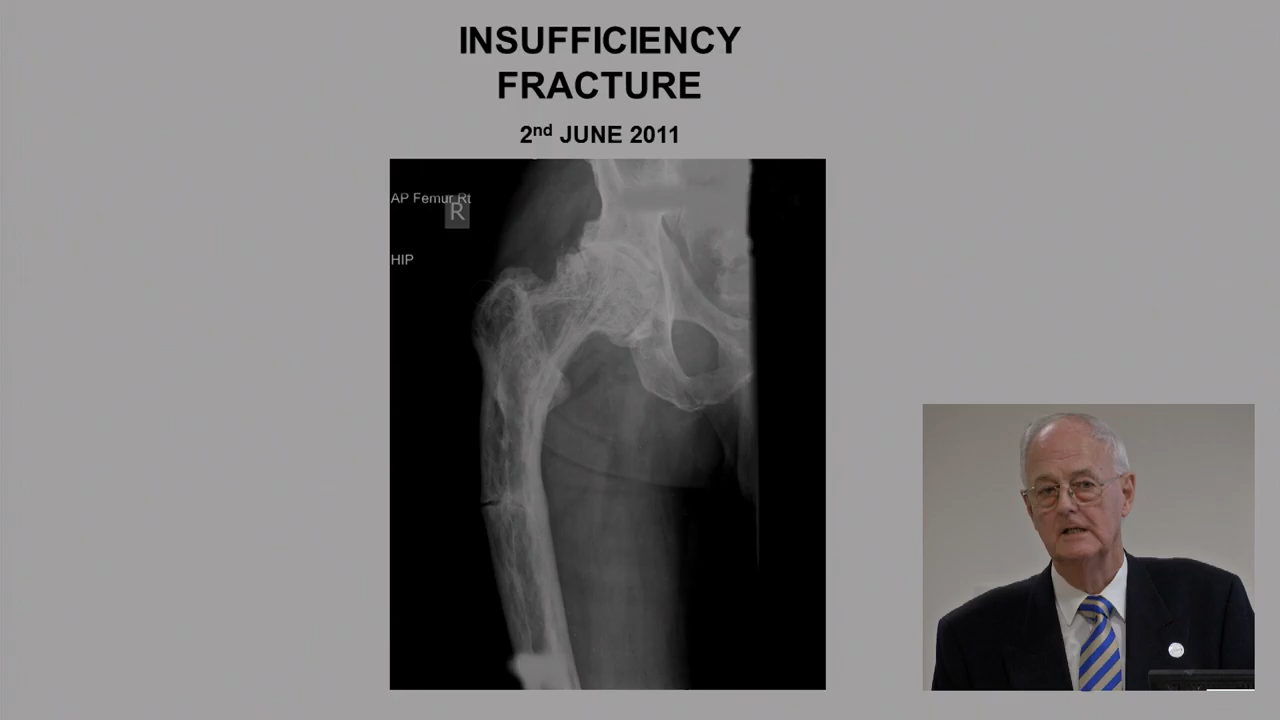 INSUFFICIENCY
FRACTURE
2nd JUNE 2011
AP Femur Rt
R
HIP